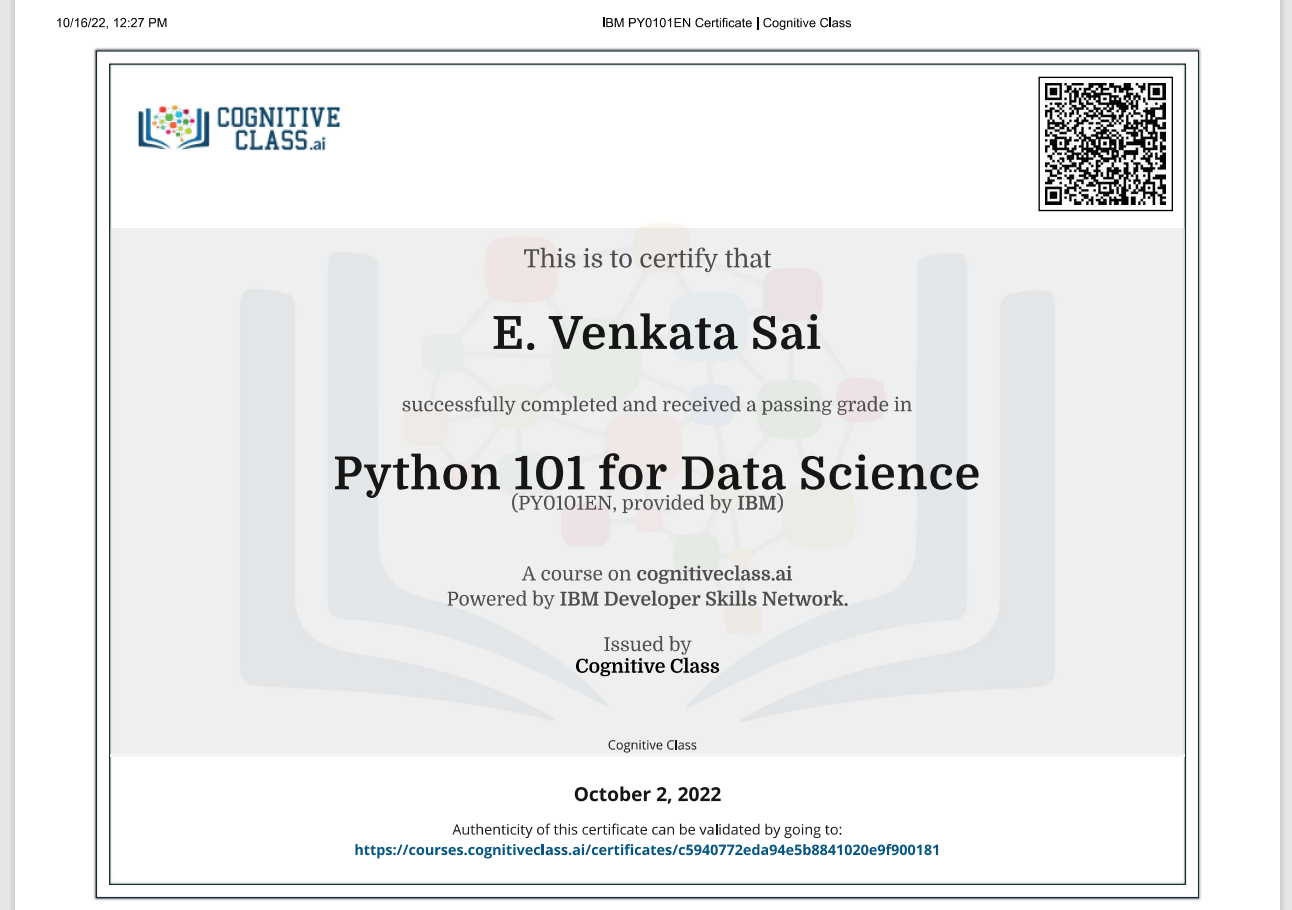 10/16/22, 12:27 PM
IBM PY0101EN Certificate | Cognitive Class
COGNITIVE
CLASS.ai
This is to certify that
E. Venkata Sai
successfully completed and received a passing grade in
Python 101 for Data Science
(PY0101EN, provided by IBM)
A course on cognitiveclass.ai
Powered by IBM Developer Skills Network.
Issued by
Cognitive Class
Cognitive Class
October 2, 2022
Authenticity of this certificate can be validated by going to:
https://courses.cognitiveclass.ai/certificates/c5940772eda94e5b8841020e9f900181